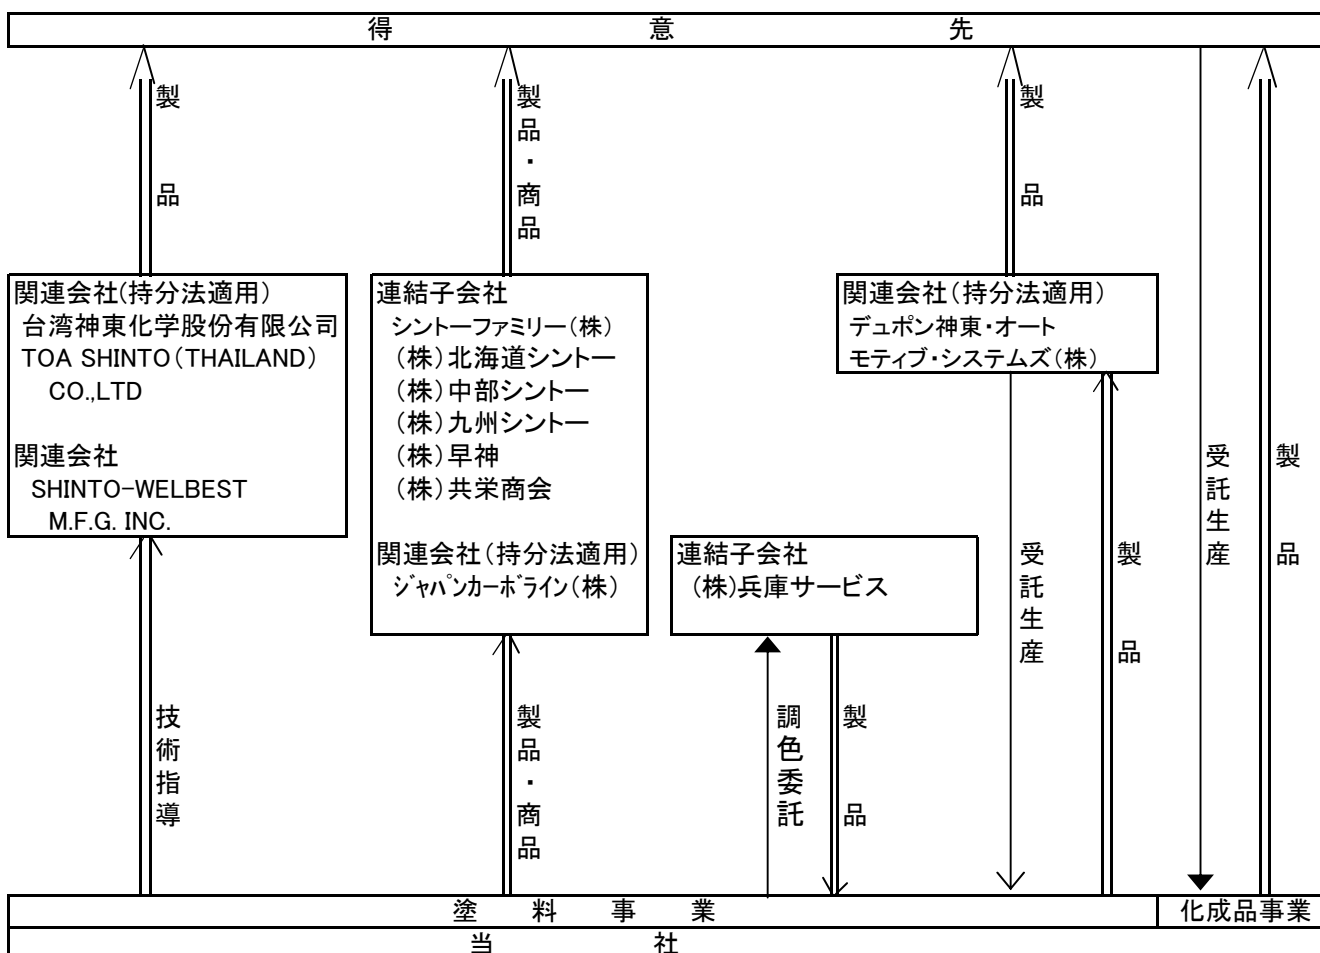 得意先
製品
製品・商品
製品
関連会社(持分法適用)
台湾神東化学股份有限公司
TOA SHINTO(THAILAND)
CO.,LTD
関連会社
SHINTO-WELBEST
M.F.G. INC.
連結子会社
シントーファミリー(株)
(株)北海道シントー
(株)中部シントー
(株)九州シントー
(株)早神
(株)共栄商会
関連会社(持分法適用)
ジャパンカーボライン(株)
連結子会社
(株)兵庫サービス
関連会社(持分法適用)
デュポン神東・オート
モティブ・システムズ(株)
受託生産
製品
技術指導
製品・商品
調色委託
製品
受託生産
製品
塗料事業
化成品事業
当社